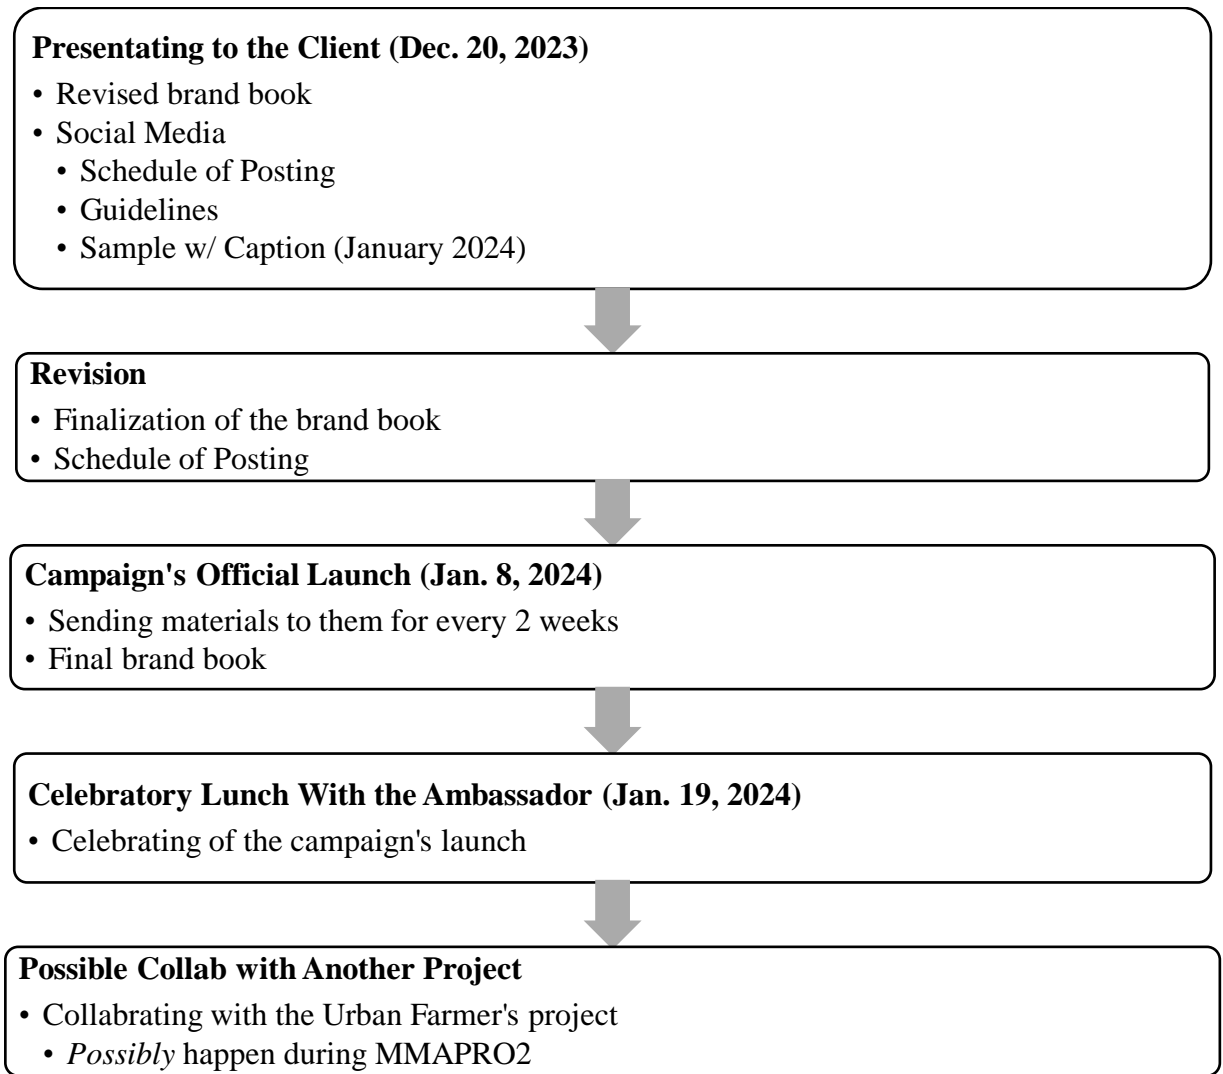 Presentating to the Client (Dec. 20, 2023)
• Revised brand book
• Social Media
• Schedule of Posting
• Guidelines
• Sample w/ Caption (January 2024)
Revision
• Finalization of the brand book
• Schedule of Posting
Campaign's Official Launch (Jan. 8, 2024)
• Sending materials to them for every 2 weeks
• Final brand book
Celebratory Lunch With the Ambassador (Jan. 19, 2024)
• Celebrating of the campaign's launch
Possible Collab with Another Project
• Collabrating with the Urban Farmer's project
• Possibly happen during MMAPRO2